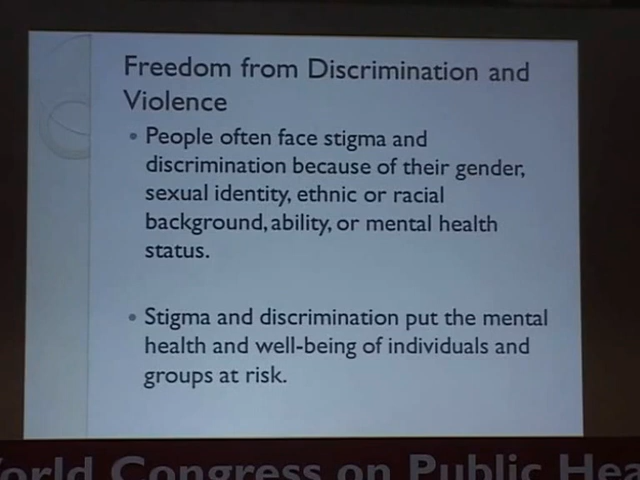 Freedom from Discrimination and
Violence
• People often face stigma and
discrimination because of their gender,
sexual identity, ethnic or racial
background, ability, or mental health
status.
• Stigma and discrimination put the mental
health and well-being of individuals and
groups at risk.
orld Congress on Public Hea